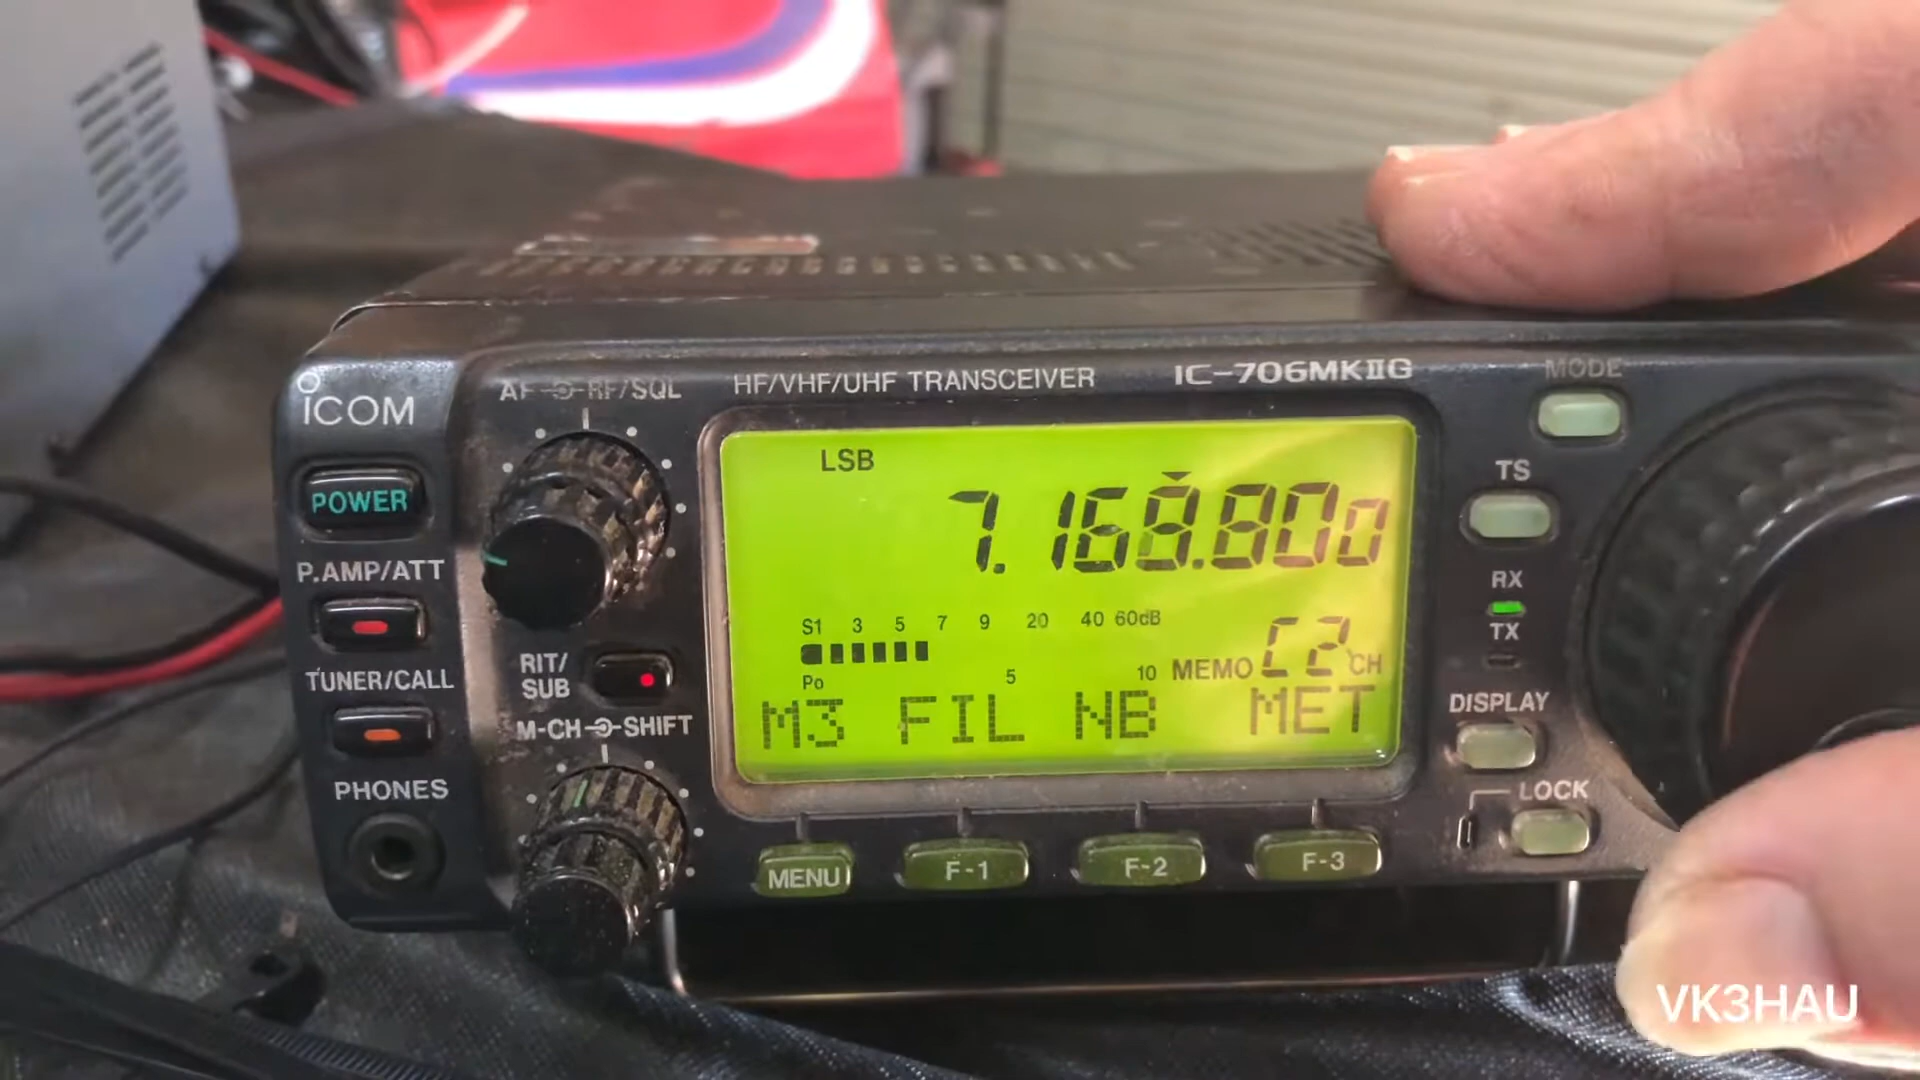 AF RF/SQL
HF/VHF/UHF TRANSCEIVER
IC-706MKIIG
MODE
ICOM
POWER
LSB
7.168.800
TS
P.AMP/ATT
RX
TX
S1 3 5 7 9 20 40 60dB
MEMO C2 CH
Po 5 10
RIT/
SUB
TUNER/CALL
M3 FIL NB MET
DISPLAY
M-CH SHIFT
PHONES
LOCK
MENU F-1 F-2 F-3
VK3HAU